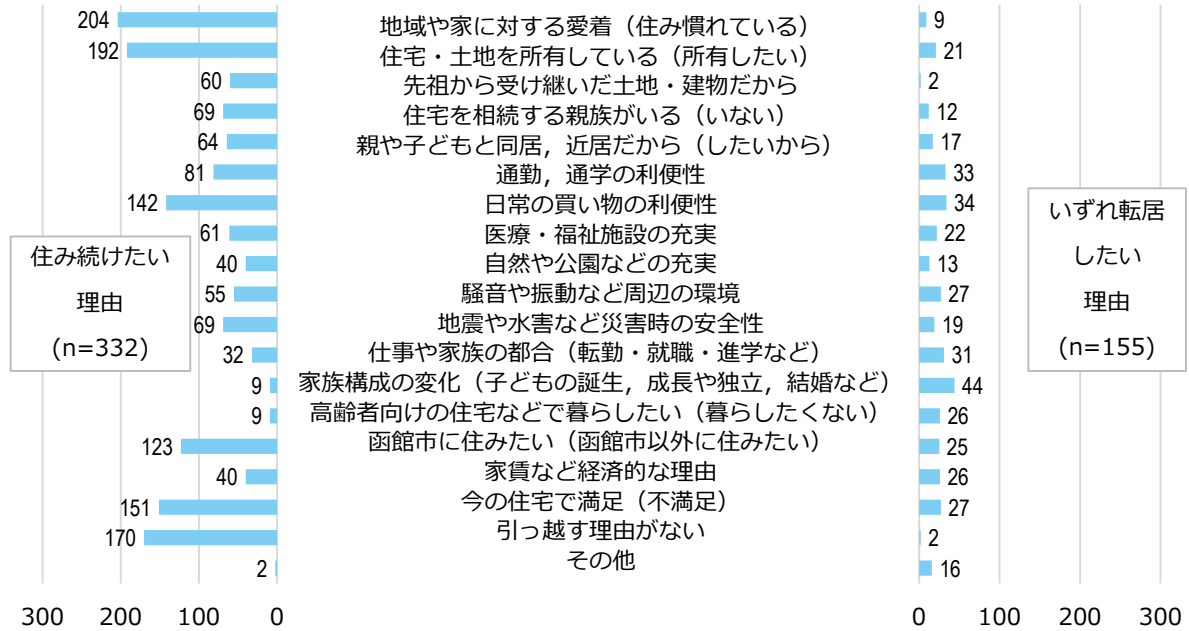 204 地域や家に対する愛着（住み慣れている） 9
192 住宅・土地を所有している（所有したい） 21
60 先祖から受け継いだ土地・建物だから 2
69 住宅を相続する親族がいる（いない） 12
64 親や子どもと同居，近居だから（したいから） 17
81 通勤，通学の利便性 33
142 日常の買い物の利便性 34
61 医療・福祉施設の充実 22
40 自然や公園などの充実 13
55 騒音や振動など周辺の環境 27
69 地震や水害など災害時の安全性 19
32 仕事や家族の都合（転勤・就職・進学など） 31
9 家族構成の変化（子どもの誕生，成長や独立，結婚など） 44
9 高齢者向けの住宅などで暮らしたい（暮らしたくない） 26
123 函館市に住みたい（函館市以外に住みたい） 25
40 家賃など経済的な理由 26
151 今の住宅で満足（不満足） 27
170 引っ越す理由がない 2
2 その他 16
住み続けたい
理由
(n=332)
いずれ転居
したい
理由
(n=155)
300 200 100 0 0 100 200 300